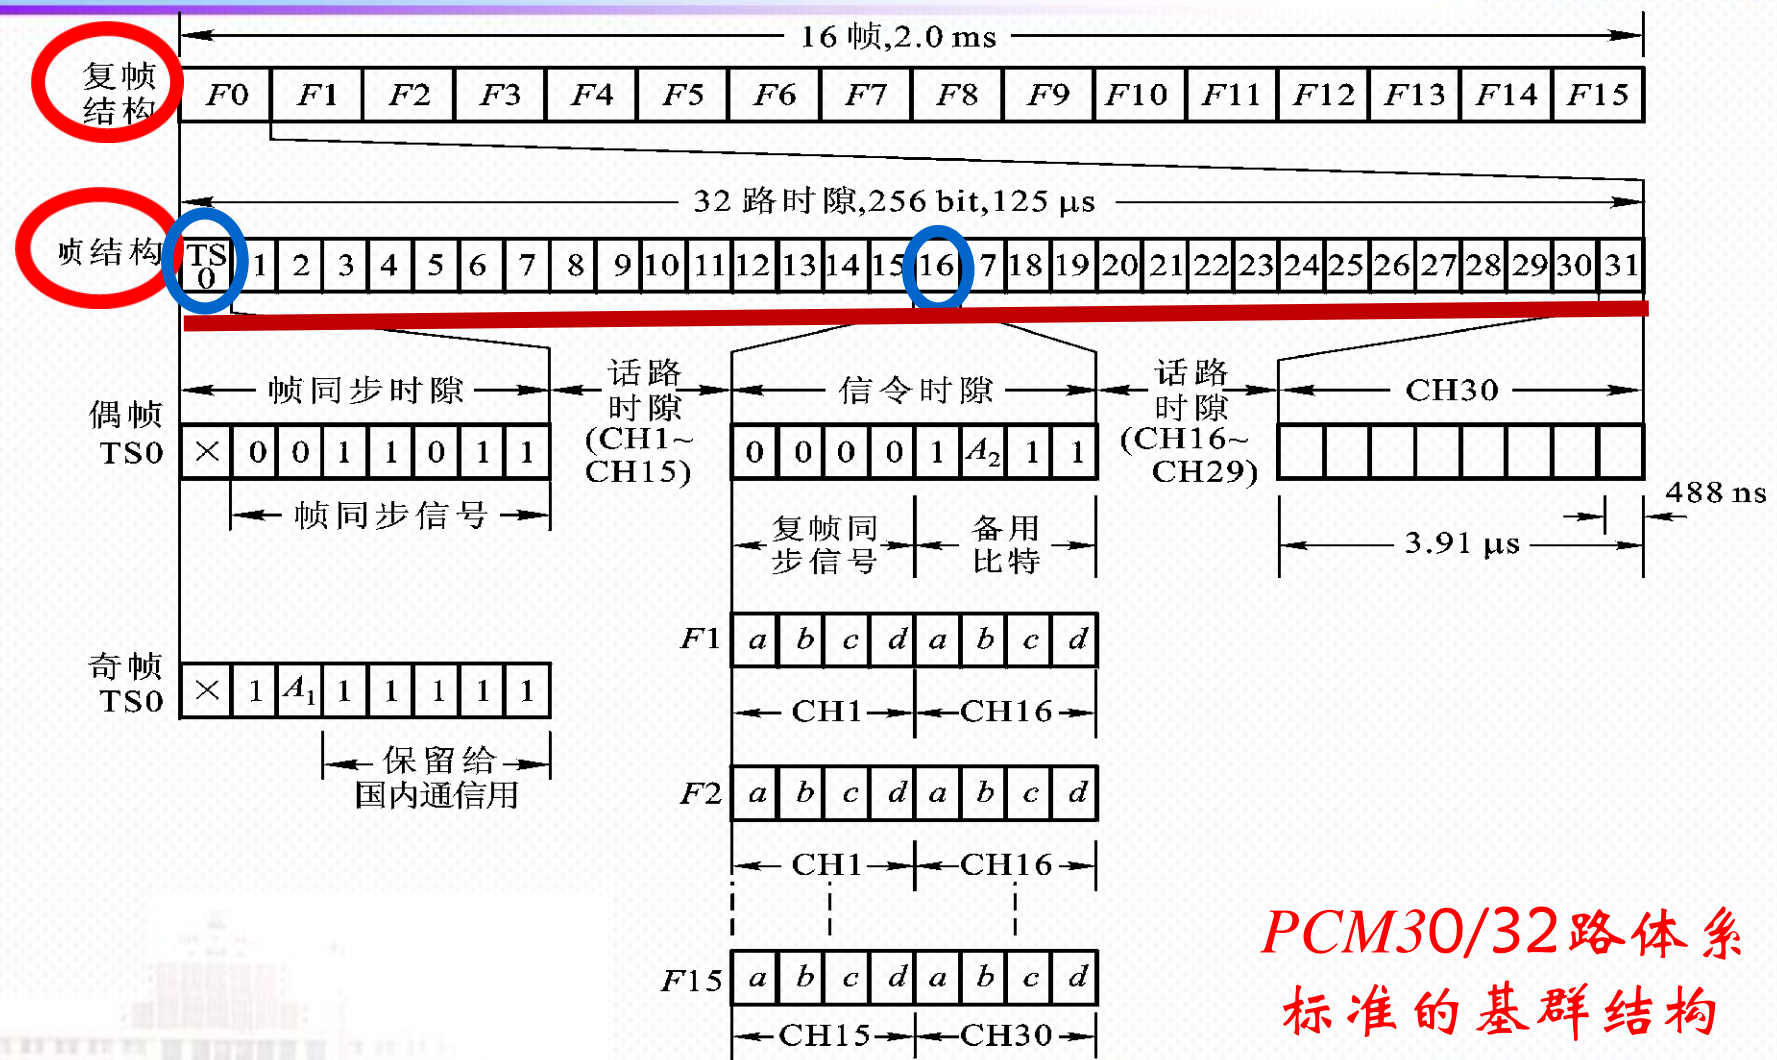 16 帧,2.0 ms
复帧
结构
F0 F1 F2 F3 F4 F5 F6 F7 F8 F9 F10 F11 F12 F13 F14 F15
32 路时隙,256 bit,125 μs
帧结构
TS
0
1 2 3 4 5 6 7 8 9 10 11 12 13 14 15 16 7 18 19 20 21 22 23 24 25 26 27 28 29 30 31
帧同步时隙
话路
时隙
(CH1~
CH15)
信令时隙
话路
时隙
(CH16~
CH29)
CH30
偶帧
TS0
× 0 0 1 1 0 1 1
0 0 0 0 1 A₂ 1 1
帧同步信号
复帧同
步信号
备用
比特
488 ns
3.91 μs
F1 a b c d a b c d
CH1 CH16
奇帧
TS0
× 1 A₁ 1 1 1 1 1
保留给
国内通信用
F2 a b c d a b c d
CH1 CH16
F15 a b c d a b c d
CH15 CH30
PCM30/32路体系
标准的基群结构